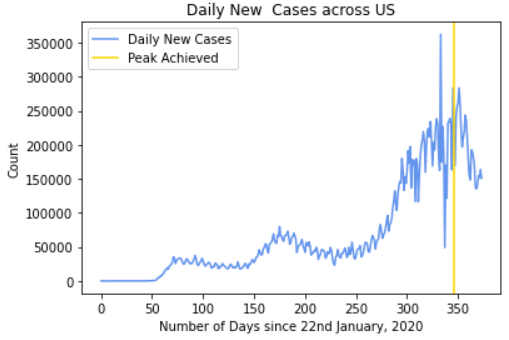 Daily New  Cases across US
Daily New Cases
Peak Achieved
350000
300000
250000
200000
150000
100000
50000
0
Count
0 50 100 150 200 250 300 350
Number of Days since 22nd January, 2020